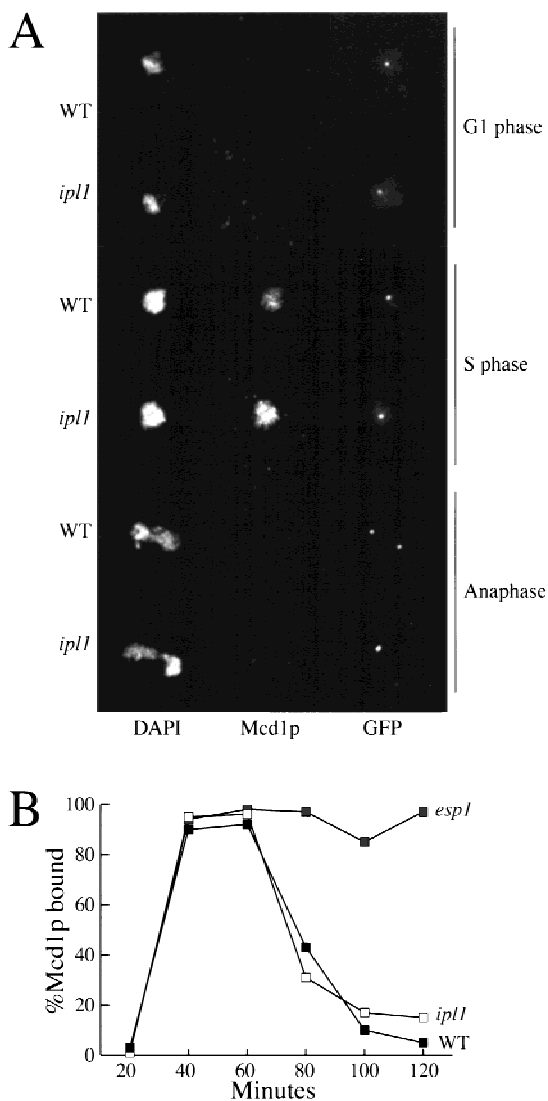 A
WT
ipl1
G1 phase
WT
ipl1
S phase
WT
ipl1
Anaphase
DAPI Mcd1p GFP
B
%Mcd1p bound
100
80
60
40
20
0
esp1
ipl1
WT
20 40 60 80 100 120
Minutes